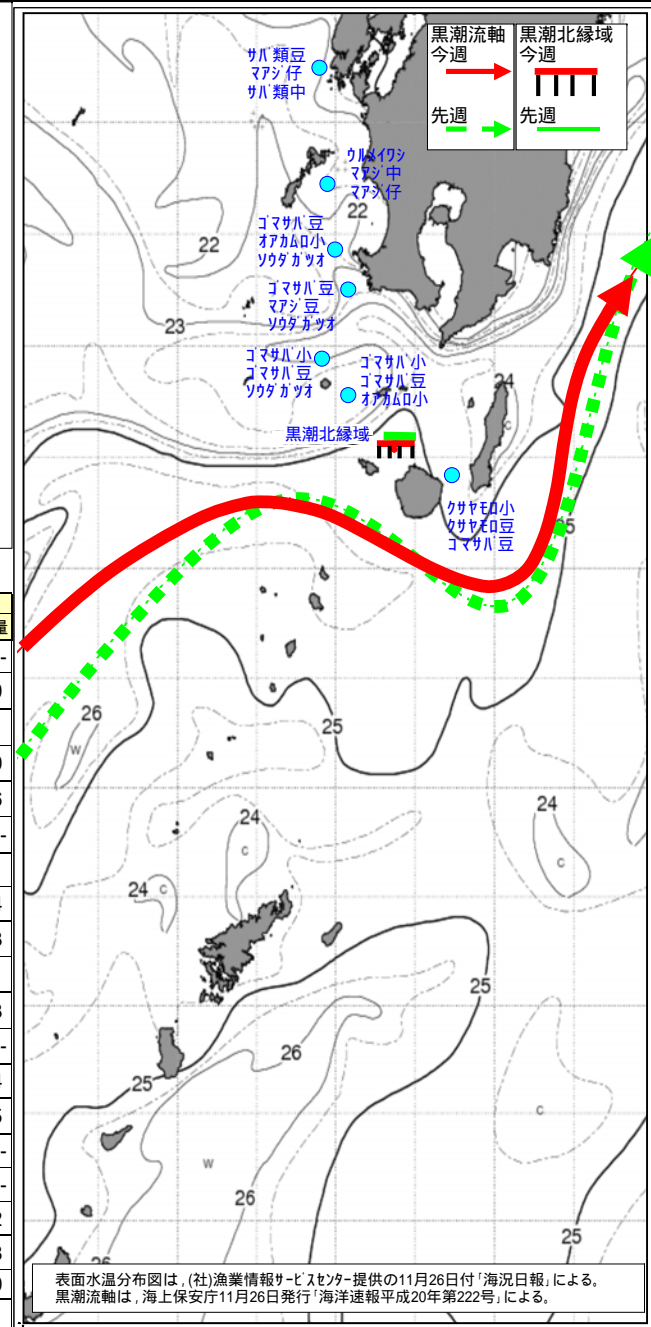 黒潮流軸
今週
先週
黒潮北縁域
今週
先週
サバ類豆
マアジ仔
サバ類中
ウルメイワシ
マアジ中
マアジ仔
22
22
ゴマサバ豆
オアカムロ小
ソウダガツオ
ゴマサバ豆
マアジ豆
ソウダガツオ
23
ゴマサバ小
ゴマサバ豆
ソウダガツオ
ゴマサバ小
ゴマサバ豆
オアカムロ小
24
C
黒潮北縁域
クサヤモロ小
クサヤモロ豆
ゴマサバ豆
25
量
26
W
25
24
C
24
C
24
C
25
26
25
C
W
26
25
表面水温分布図は,(社)漁業情報サービスセンター提供の11月26日付「海況日報」による。
黒潮流軸は,海上保安庁11月26日発行「海洋速報平成20年第222号」による。